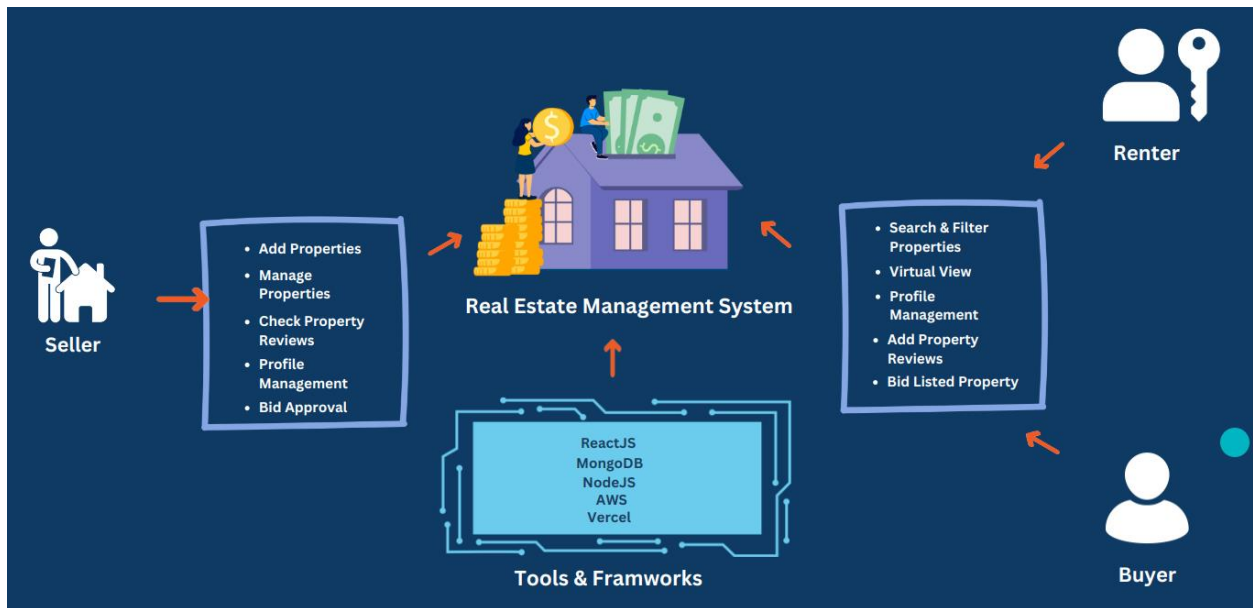 Seller
• Add Properties
• Manage
Properties
• Check Property
Reviews
• Profile
Management
• Bid Approval
$
$
Real Estate Management System
ReactJS
MongoDB
NodeJS
AWS
Vercel
Tools & Framworks
Renter
• Search & Filter
Properties
• Virtual View
• Profile
Management
• Add Property
Reviews
• Bid Listed Property
Buyer